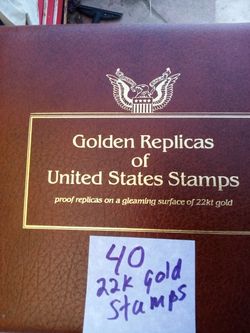 Golden Replicas
of
United States Stamps
proof replicas on a gleaming surface of 22kt gold
40
22K Gold
Stamps